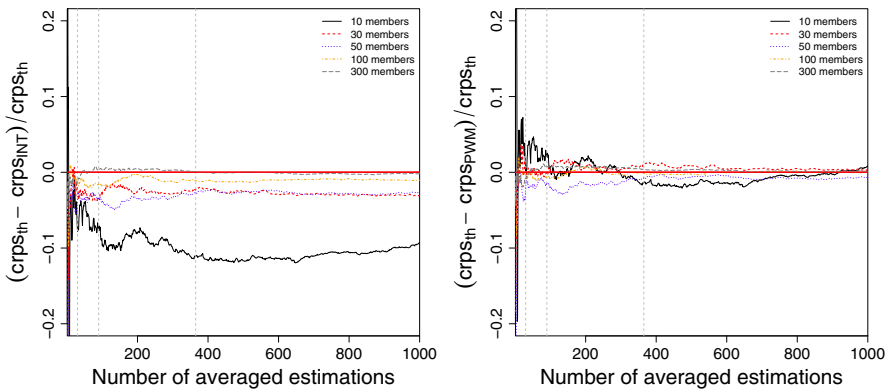 (crps_th − crps_INT)/crps_th
0.2
0.1
0.0
−0.1
−0.2
10 members
30 members
50 members
100 members
300 members
200
400
600
800
1000
Number of averaged estimations
(crps_th − crps_PWM)/crps_th
0.2
0.1
0.0
−0.1
−0.2
10 members
30 members
50 members
100 members
300 members
200
400
600
800
1000
Number of averaged estimations